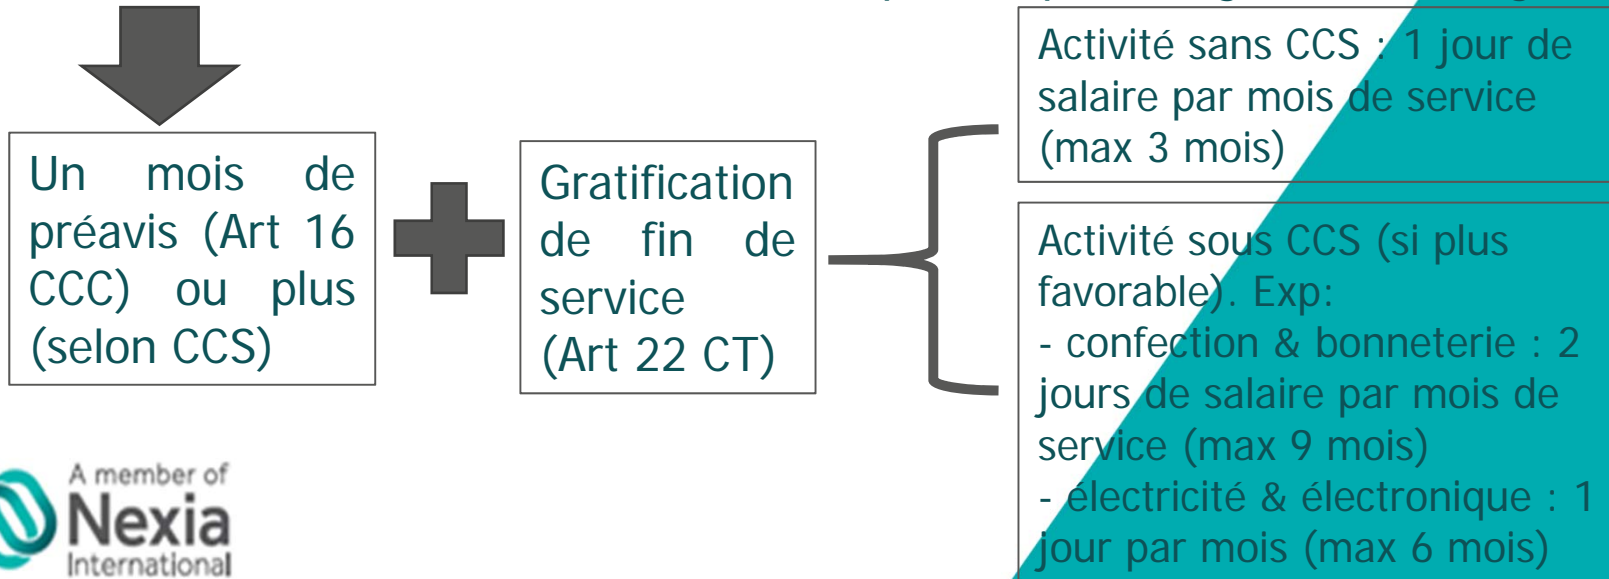 Un mois de
préavis (Art 16
CCC) ou plus
(selon CCS)
Gratification
de fin de
service
(Art 22 CT)
Activité sans CCS : 1 jour de
salaire par mois de service
(max 3 mois)
Activité sous CCS (si plus
favorable). Exp:
- confection & bonneterie : 2
jours de salaire par mois de
service (max 9 mois)
- électricité & électronique : 1
jour par mois (max 6 mois)
A member of
Nexia
International